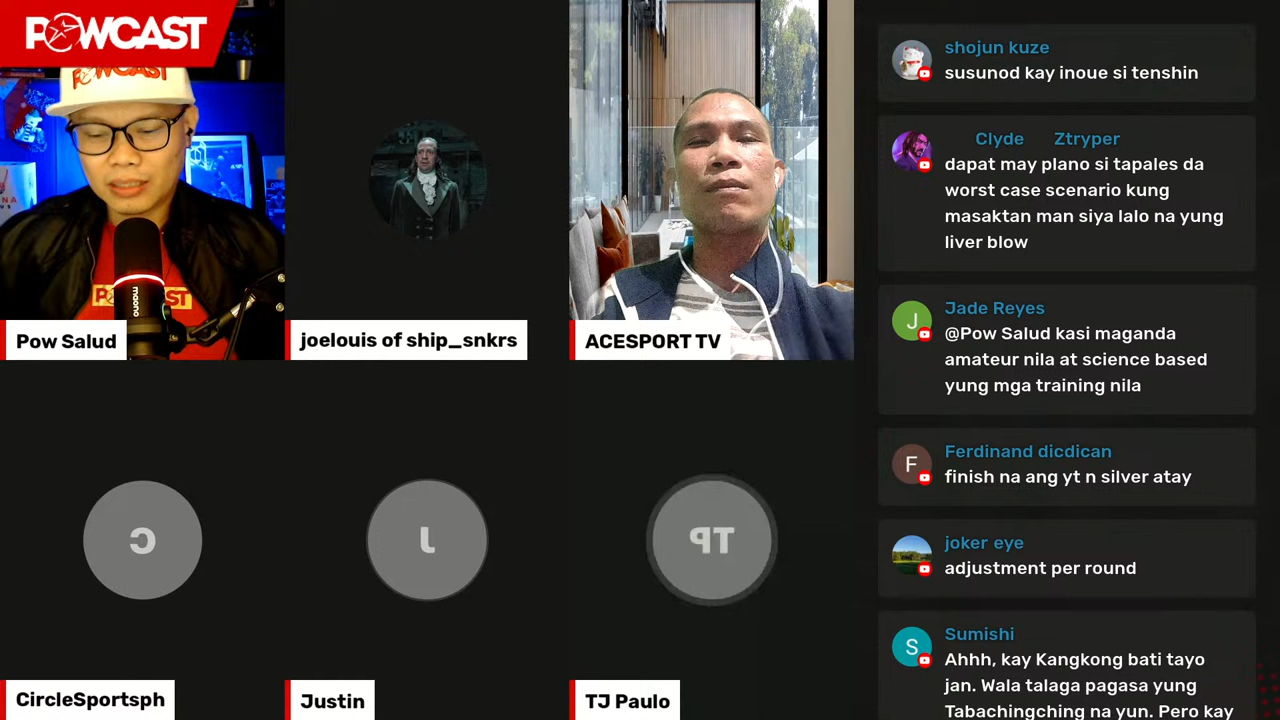 POWCAST
POWCAST
maono
POWCAST
Pow Salud
joelouis of ship_snkrs
ACESPORT TV
C
J
TP
CircleSportsph
Justin
TJ Paulo
shojun kuze
susunod kay inoue si tenshin
Clyde Ztryper
dapat may plano si tapales da
worst case scenario kung
masaktan man siya lalo na yung
liver blow
J
Jade Reyes
@Pow Salud kasi maganda
amateur nila at science based
yung mga training nila
F
Ferdinand dicdican
finish na ang yt n silver atay
joker eye
adjustment per round
S
Sumishi
Ahhh, kay Kangkong bati tayo
jan. Wala talaga pagasa yung
Tabachingching na yun. Pero kay